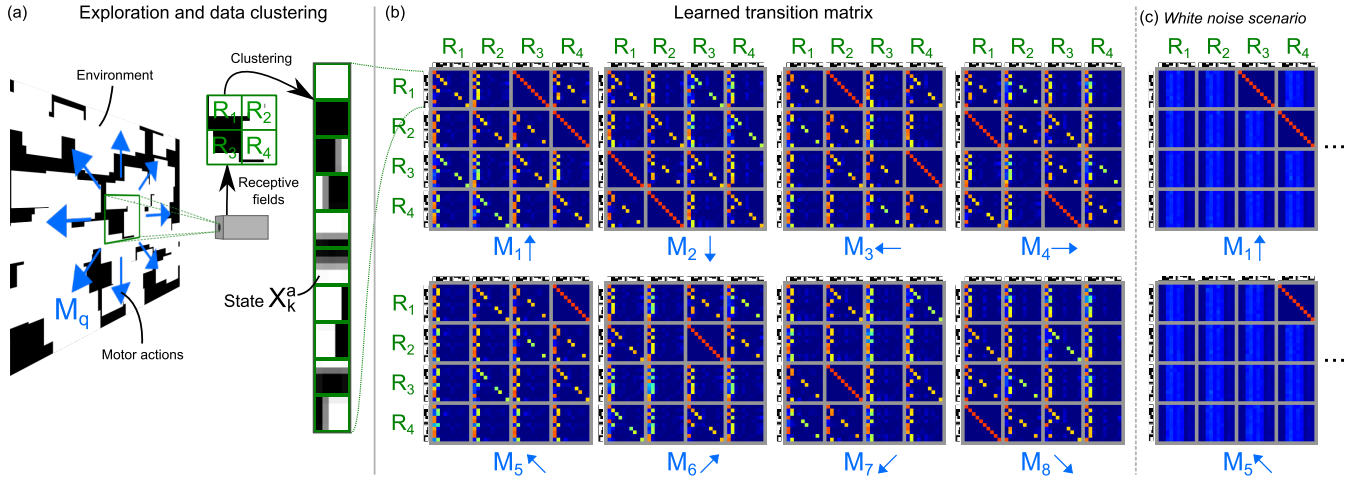 (a)
Exploration and data clustering
(b)
Learned transition matrix
(c) White noise scenario
Environment
Clustering
R1 R2
R3 R4
Receptive
fields
State X_k^a
Mq
Motor actions
R1 R2 R3 R4
R1 R2 R3 R4
R1 R2 R3 R4
R1 R2 R3 R4
R1 R2 R3 R4
R1
R2
R3
R4
M1↑
M2↓
M3←
M4→
M1↑
...
R1
R2
R3
R4
M5↖
M6↗
M7↙
M8↘
M5↖
...